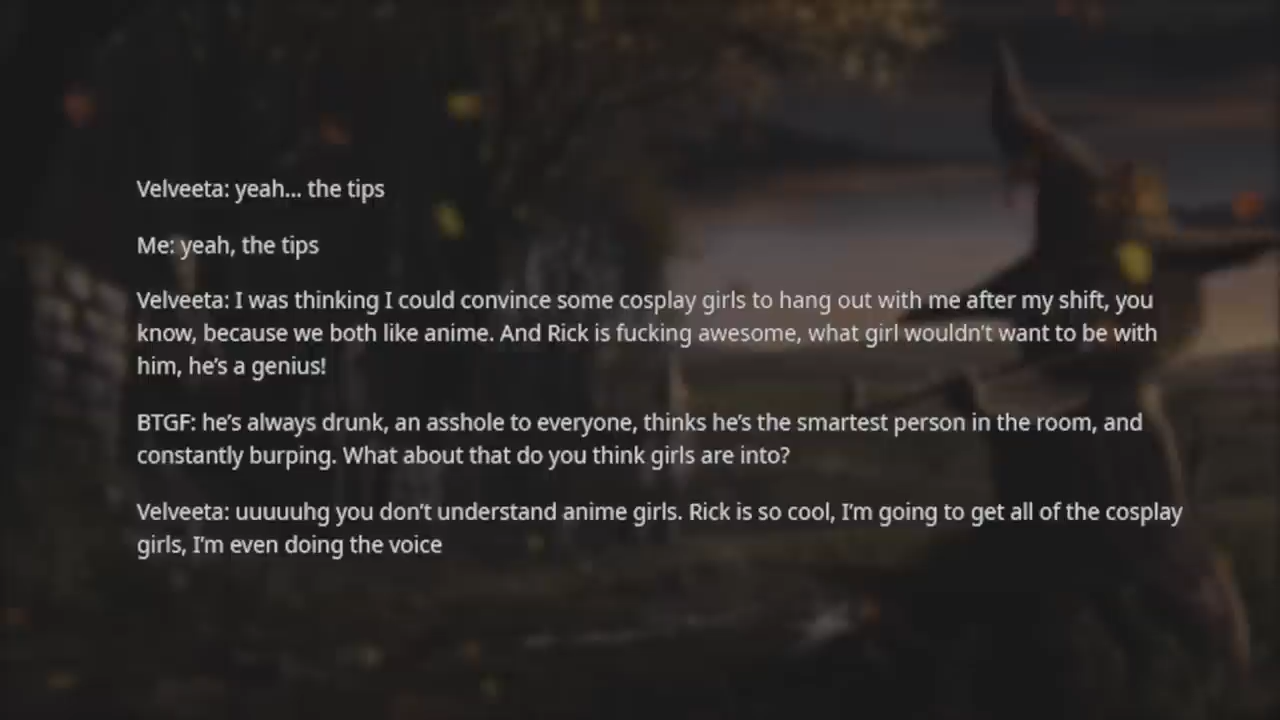 Velveeta: yeah... the tips
Me: yeah, the tips
Velveeta: I was thinking I could convince some cosplay girls to hang out with me after my shift, you
know, because we both like anime. And Rick is fucking awesome, what girl wouldn't want to be with
him, he's a genius!
BTGF: he's always drunk, an asshole to everyone, thinks he's the smartest person in the room, and
constantly burping. What about that do you think girls are into?
Velveeta: uuuuuhg you don't understand anime girls. Rick is so cool, I'm going to get all of the cosplay
girls, I'm even doing the voice